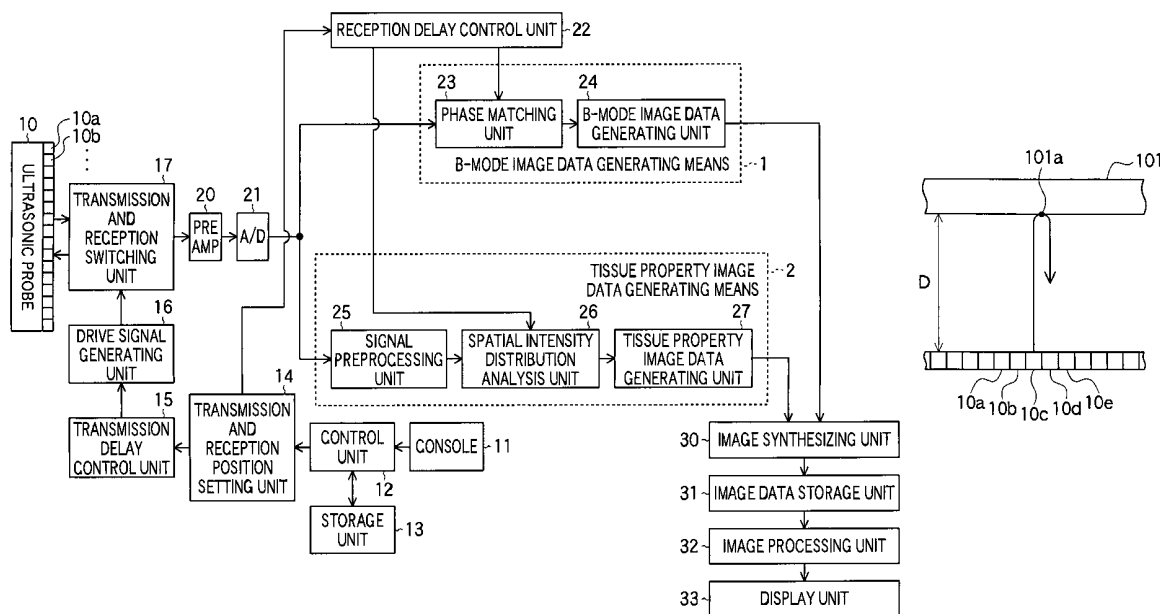 RECEPTION DELAY CONTROL UNIT
22
23
24
PHASE MATCHING
UNIT
B-MODE IMAGE DATA
GENERATING UNIT
B-MODE IMAGE DATA GENERATING MEANS
1
10
10a
10b
ULTRASONIC PROBE
17
TRANSMISSION
AND
RECEPTION
SWITCHING
UNIT
20
PRE
AMP
21
A/D
2
TISSUE PROPERTY IMAGE
DATA GENERATING MEANS
25
SIGNAL
PREPROCESSING
UNIT
26
SPATIAL INTENSITY
DISTRIBUTION
ANALYSIS UNIT
27
TISSUE PROPERTY
IMAGE DATA
GENERATING UNIT
16
DRIVE SIGNAL
GENERATING
UNIT
15
TRANSMISSION
DELAY
CONTROL UNIT
14
TRANSMISSION
AND
RECEPTION
POSITION
SETTING UNIT
CONTROL
UNIT
12
CONSOLE
11
STORAGE
UNIT
13
30
IMAGE SYNTHESIZING UNIT
31
IMAGE DATA STORAGE UNIT
32
IMAGE PROCESSING UNIT
33
DISPLAY UNIT
101a
101
D
10a
10b
10c
10d
10e